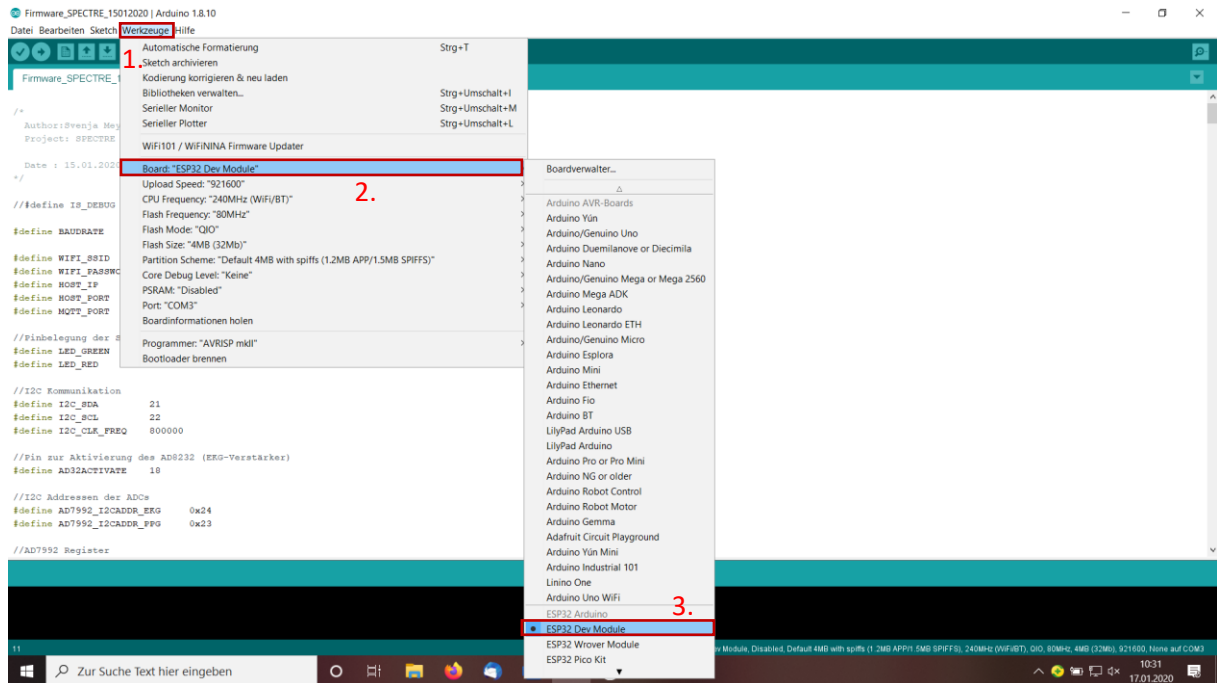 Firmware_SPECTRE_15012020 | Arduino 1.8.10
Datei Bearbeiten Sketch Werkzeuge Hilfe
1.
Firmware_SPECTRE_1
Automatische Formatierung Strg+T
Sketch archivieren
Kodierung korrigieren & neu laden
Bibliotheken verwalten... Strg+Umschalt+I
Serieller Monitor Strg+Umschalt+M
Serieller Plotter Strg+Umschalt+L
WiFi101 / WiFiNINA Firmware Updater
Board: "ESP32 Dev Module"
2.
Upload Speed: "921600"
CPU Frequency: "240MHz (WiFi/BT)"
Flash Frequency: "80MHz"
Flash Mode: "QIO"
Flash Size: "4MB (32Mb)"
Partition Scheme: "Default 4MB with spiffs (1.2MB APP/1.5MB SPIFFS)"
Core Debug Level: "Keine"
PSRAM: "Disabled"
Port: "COM3"
Boardinformationen holen
Programmer: "AVRISP mkII"
Bootloader brennen
Boardverwalter...
Arduino AVR-Boards
Arduino Yún
Arduino/Genuino Uno
Arduino Duemilanove or Diecimila
Arduino Nano
Arduino/Genuino Mega or Mega 2560
Arduino Mega ADK
Arduino Leonardo
Arduino Leonardo ETH
Arduino/Genuino Micro
Arduino Esplora
Arduino Mini
Arduino Ethernet
Arduino Fio
Arduino BT
LilyPad Arduino USB
LilyPad Arduino
Arduino Pro or Pro Mini
Arduino NG or older
Arduino Robot Control
Arduino Robot Motor
Arduino Gemma
Adafruit Circuit Playground
Arduino Yún Mini
Arduino Industrial 101
Linino One
Arduino Uno WiFi
3.
ESP32 Arduino
ESP32 Dev Module
ESP32 Wrover Module
ESP32 Pico Kit
/*
Author:Svenja Mey
Project: SPECTRE
Date : 15.01.2020
*/
//#define IS_DEBUG
#define BAUDRATE
#define WIFI_SSID
#define WIFI_PASSWO
#define HOST_IP
#define HOST_PORT
#define MQTT_PORT
//Pinbelegung der S
#define LED_GREEN
#define LED_RED
//I2C Kommunikation
#define I2C_SDA 21
#define I2C_SCL 22
#define I2C_CLK_FREQ 800000
//Pin zur Aktivierung des AD8232 (EKG-Verstärker)
#define AD32ACTIVATE 18
//I2C Addressen der ADCs
#define AD7992_I2CADDR_EKG 0x24
#define AD7992_I2CADDR_PPG 0x23
//AD7992 Register
11
ev Module, Disabled, Default 4MB with spiffs (1.2MB APP/1.5MB SPIFFS), 240MHz (WiFi/BT), QIO, 80MHz, 4MB (32Mb), 921600, None auf COM3
Zur Suche Text hier eingeben
10:31
17.01.2020